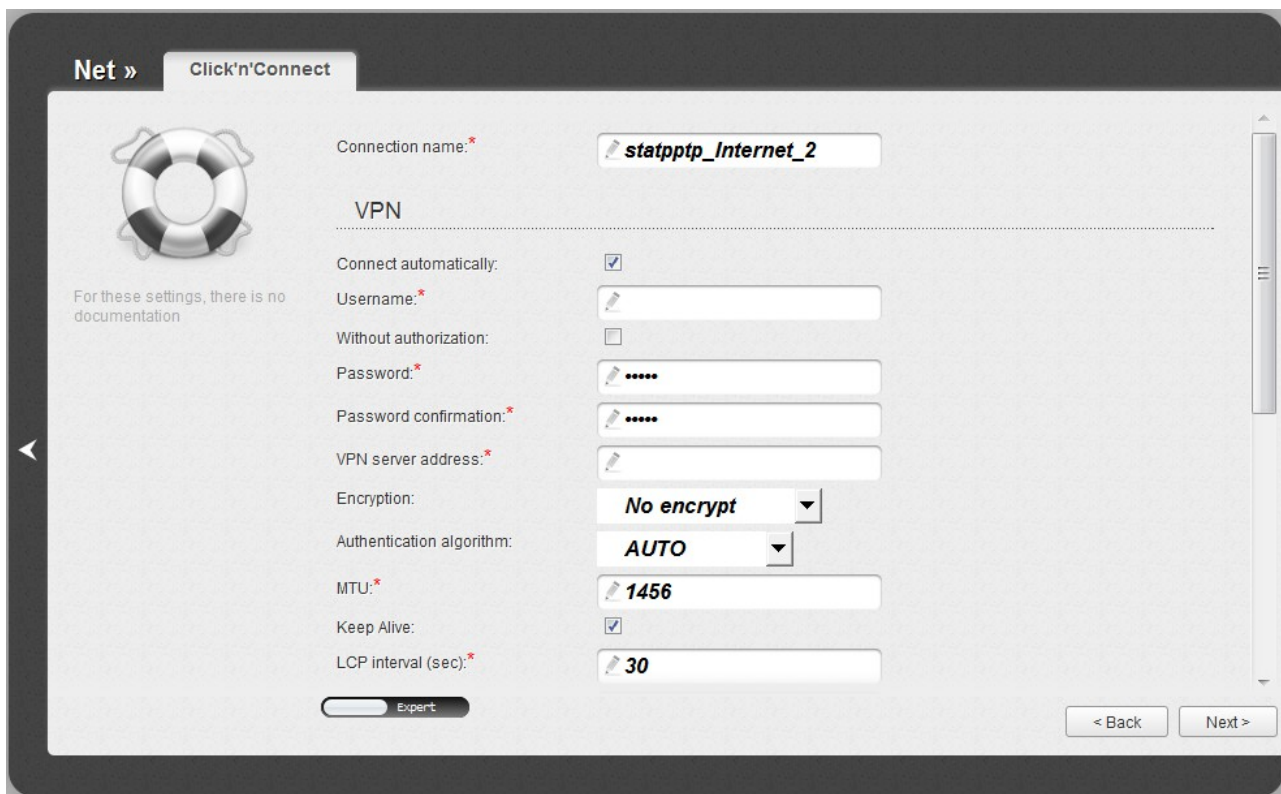 Net » Click'n'Connect
For these settings, there is no
documentation
Connection name:* statpptp_Internet_2
VPN
Connect automatically:
Username:*
Without authorization:
Password:* •••••
Password confirmation:* •••••
VPN server address:*
Encryption: No encrypt
Authentication algorithm: AUTO
MTU:* 1456
Keep Alive:
LCP interval (sec):* 30
Expert
< Back Next >